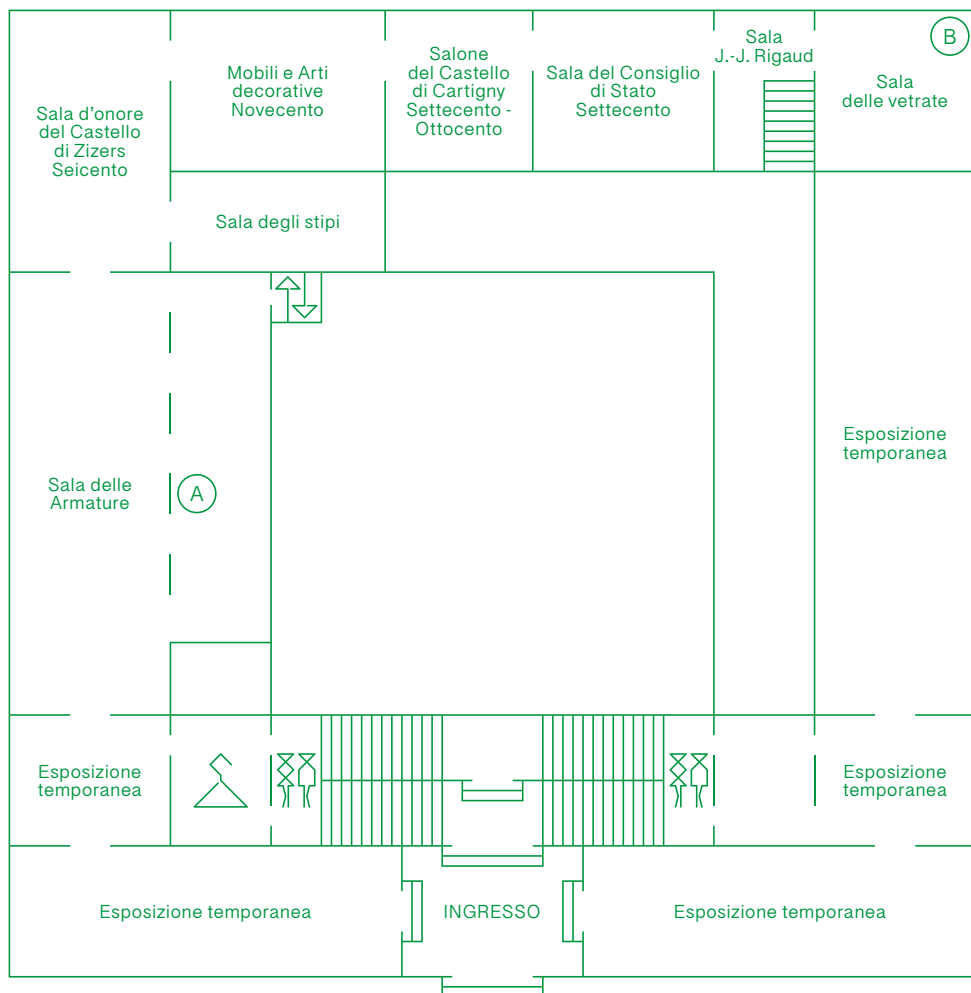 Sala d'onore
del Castello
di Zizers
Seicento
Mobili e Arti
decorative
Novecento
Salone
del Castello
di Cartigny
Settecento -
Ottocento
Sala del Consiglio
di Stato
Settecento
Sala
J.-J. Rigaud
B
Sala
delle vetrate
Sala degli stipi
Sala delle
Armature
A
Esposizione
temporanea
Esposizione
temporanea
Esposizione
temporanea
Esposizione temporanea
INGRESSO
Esposizione temporanea